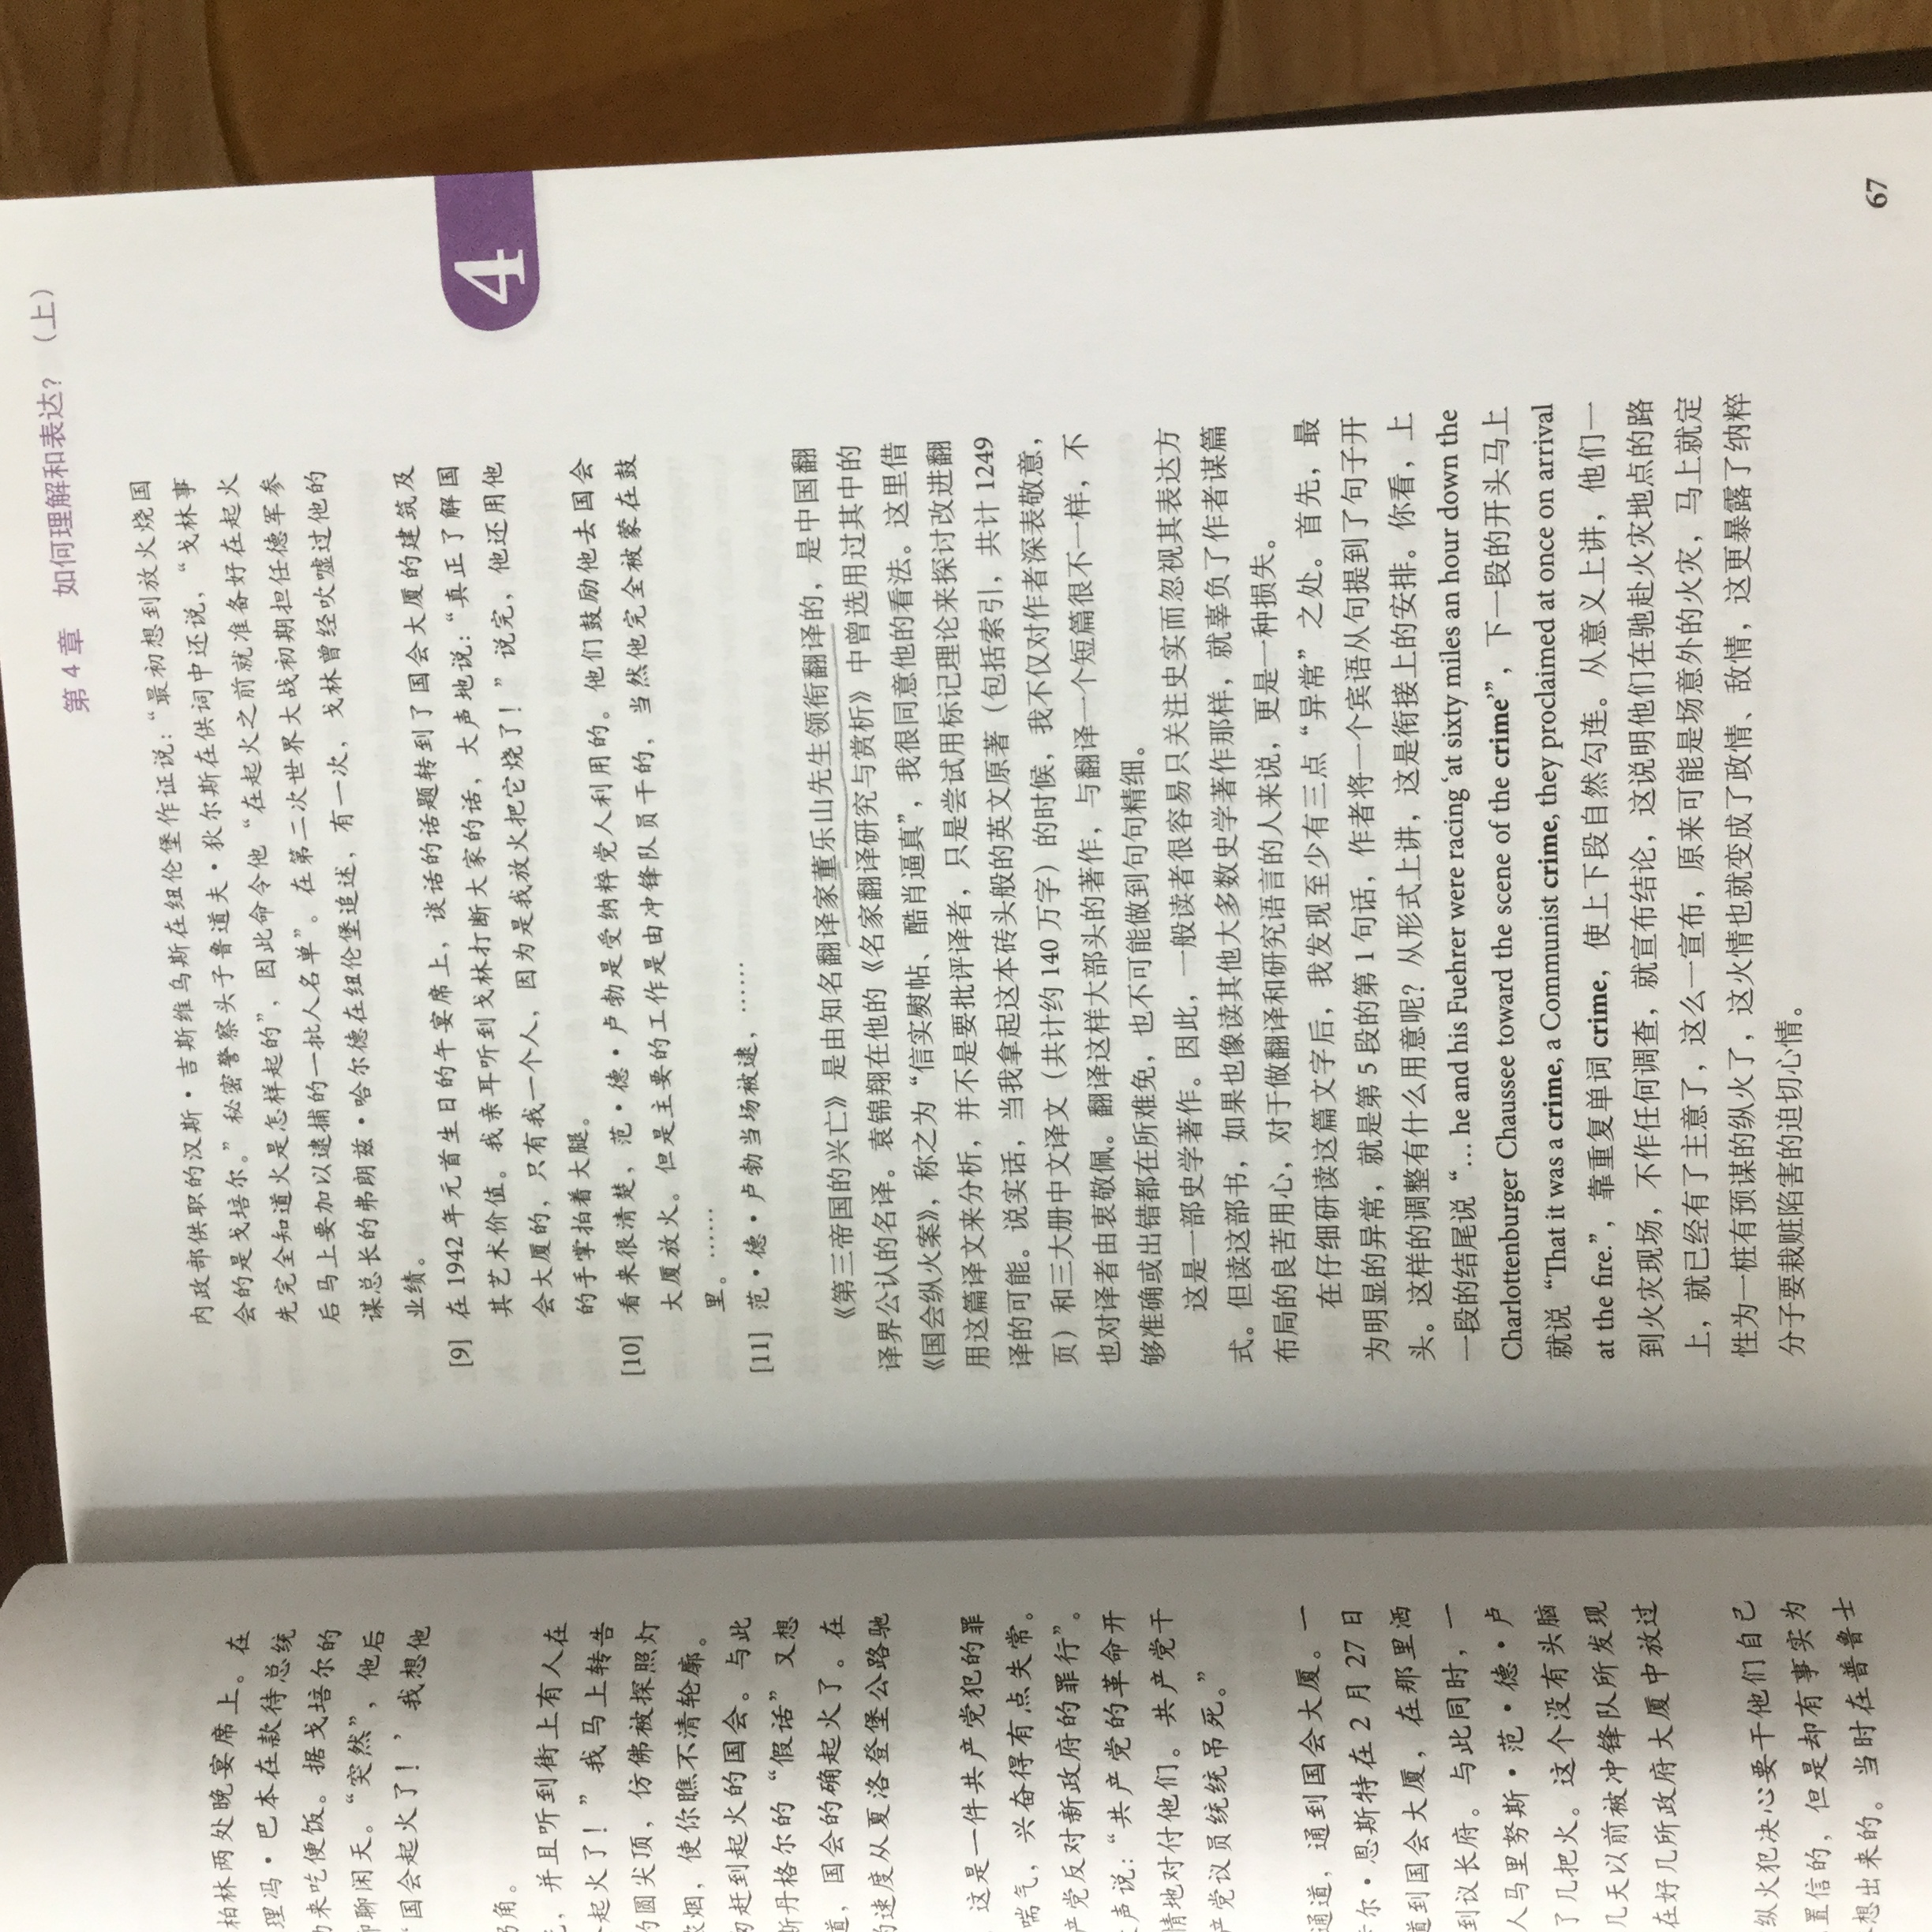 柏林两处晚宴席上。在
理冯·巴本在款待总统
来吃便饭。据戈培尔的
聊闲天。“突然”，他后
国会起火了！’我想他
角。
，并且听到街上有人在
起火了！”我马上转告
的圆尖顶，仿佛被探照灯
浓烟，使你瞧不清轮廓。
赶到起火的国会。与此
斯丹格尔的“假话”又想
道，国会的确起火了。在
的速度从夏洛登堡公路驰
这是一件共产党犯的罪
喘气，兴奋得有点失常。
产党反对新政府的罪行”。
声说：“共产党的革命开
情地对付他们。共产党干
产党议员统统吊死。”
通道，通到国会大厦。一
尔·恩斯特在2月27日
道到国会大厦，在那里洒
到议长府。与此同时，一
人马里努斯·范·德·卢
了几把火。这个没有头脑
几天以前被冲锋队所发现
在好几所政府大厦中放过
纵火犯决心要干他们自己
置信的，但是却有事实为
想出来的。当时在普鲁士
第4章 如何理解和表达？（上）
4
内政部供职的汉斯·吉斯维乌斯在纽伦堡作证说：“最初想到放火烧国
会的是戈培尔。”秘密警察头子鲁道夫·狄尔斯在供词中还说，“戈林事
先完全知道火是怎样起的”，因此命令他“在起火之前就准备好在起火
后马上要加以逮捕的一批人名单”。在第二次世界大战初期担任德军参
谋总长的弗朗兹·哈尔德在纽伦堡追述，有一次，戈林曾经吹嘘过他的
业绩。
[9] 在1942年元首生日的午宴席上，谈话的话题转到了国会大厦的建筑及
其艺术价值。我亲耳听到戈林打断大家的话，大声地说：“真正了解国
会大厦的，只有我一个人，因为是我放火把它烧了！”说完，他还用他
的手掌拍着大腿。
[10] 看来很清楚，范·德·卢勃是受纳粹党人利用的。他们鼓励他去国会
大厦放火。但是主要的工作是由冲锋队员干的，当然他完全被蒙在鼓
里。……
[11] 范·德·卢勃当场被逮，……
《第三帝国的兴亡》是由知名翻译家董乐山先生领衔翻译的，是中国翻
译界公认的名译。袁锦翔在他的《名家翻译研究与赏析》中曾选用过其中的
《国会纵火案》，称之为“信实熨帖、酷肖逼真”，我很同意他的看法。这里借
用这篇译文来分析，并不是要批评译者，只是尝试用标记理论来探讨改进翻
译的可能。说实话，当我拿起这本砖头般的英文原著（包括索引，共计1249
页）和三大册中文译文（共计约140万字）的时候，我不仅对作者深表敬意，
也对译者由衷敬佩。翻译这样大部头的著作，与翻译一个短篇很不一样，不
够准确或出错都在所难免，也不可能做到句句精细。
这是一部史学著作。因此，一般读者很容易只关注史实而忽视其表达方
式。但读这部书，如果也像读其他大多数史学著作那样，就辜负了作者谋篇
布局的良苦用心，对于做翻译和研究语言的人来说，更是一种损失。
在仔细研读这篇文字后，我发现至少有三点“异常”之处。首先，最
为明显的异常，就是第5段的第1句话，作者将一个宾语从句提到了句子开
头。这样的调整有什么用意呢？从形式上讲，这是衔接上的安排。你看，上
一段的结尾说“… he and his Fuehrer were racing ‘at sixty miles an hour down the
Charlottenburger Chaussee toward the scene of the crime’”，下一段的开头马上
就说“That it was a crime, a Communist crime, they proclaimed at once on arrival
at the fire.”，靠重复单词 crime，使上下段自然勾连。从意义上讲，他们一
到火灾现场，不作任何调查，就宣布结论，这说明他们在驰赴火灾地点的路
上，就已经有了主意了，这么一宣布，原来可能是场意外的火灾，马上就定
性为一桩有预谋的纵火了，这火情也就变成了政情、敌情，这更暴露了纳粹
分子要栽赃陷害的迫切心情。
67